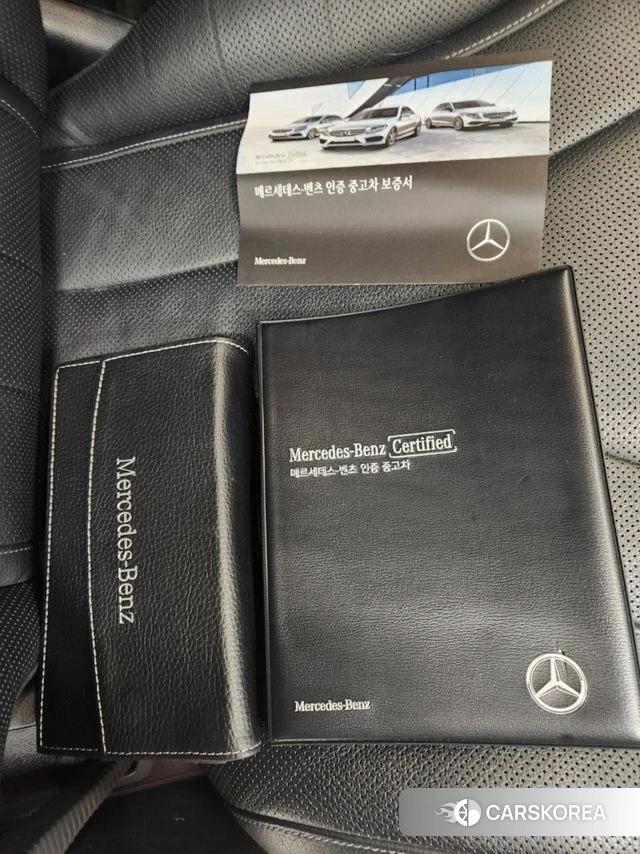 메르세데스-벤츠 인증 중고차 보증서
Mercedes-Benz
Mercedes-Benz Certified
메르세데스-벤츠 인증 중고차
Mercedes-Benz
Mercedes-Benz
CARSKOREA